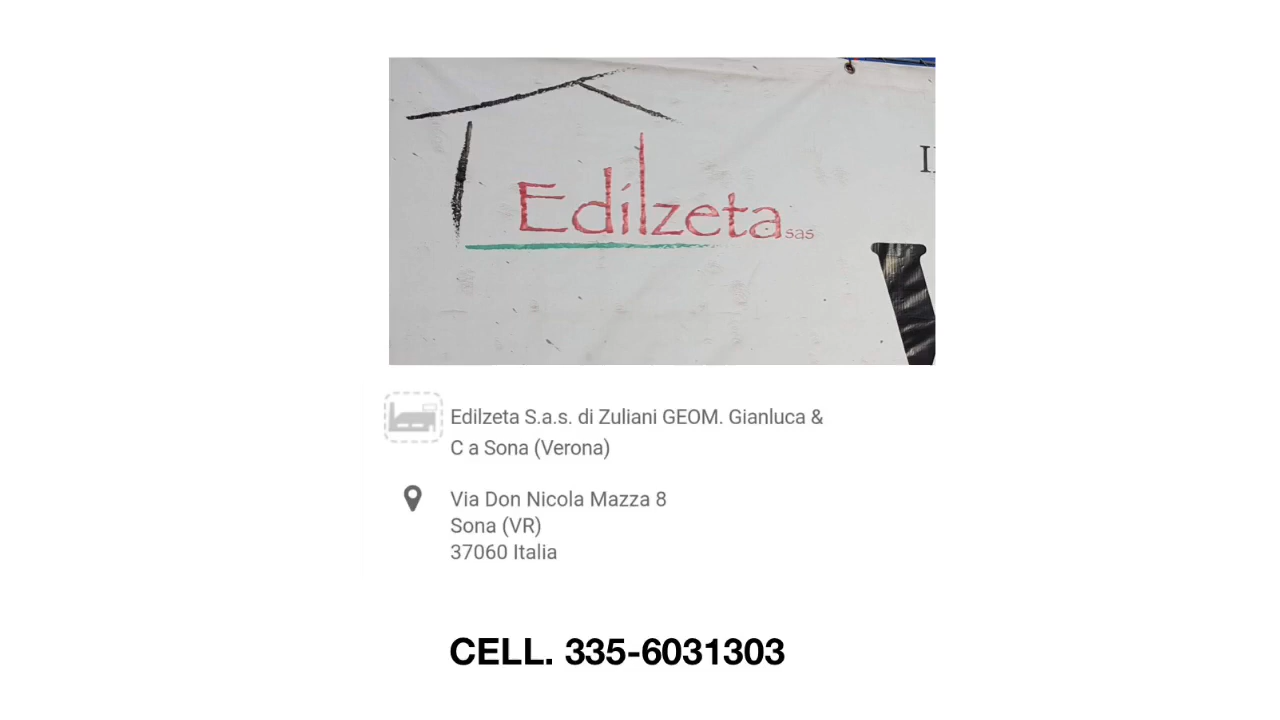 Edilzeta sas
Edilzeta S.a.s. di Zuliani GEOM. Gianluca &
C a Sona (Verona)
Via Don Nicola Mazza 8
Sona (VR)
37060 Italia
CELL. 335-6031303